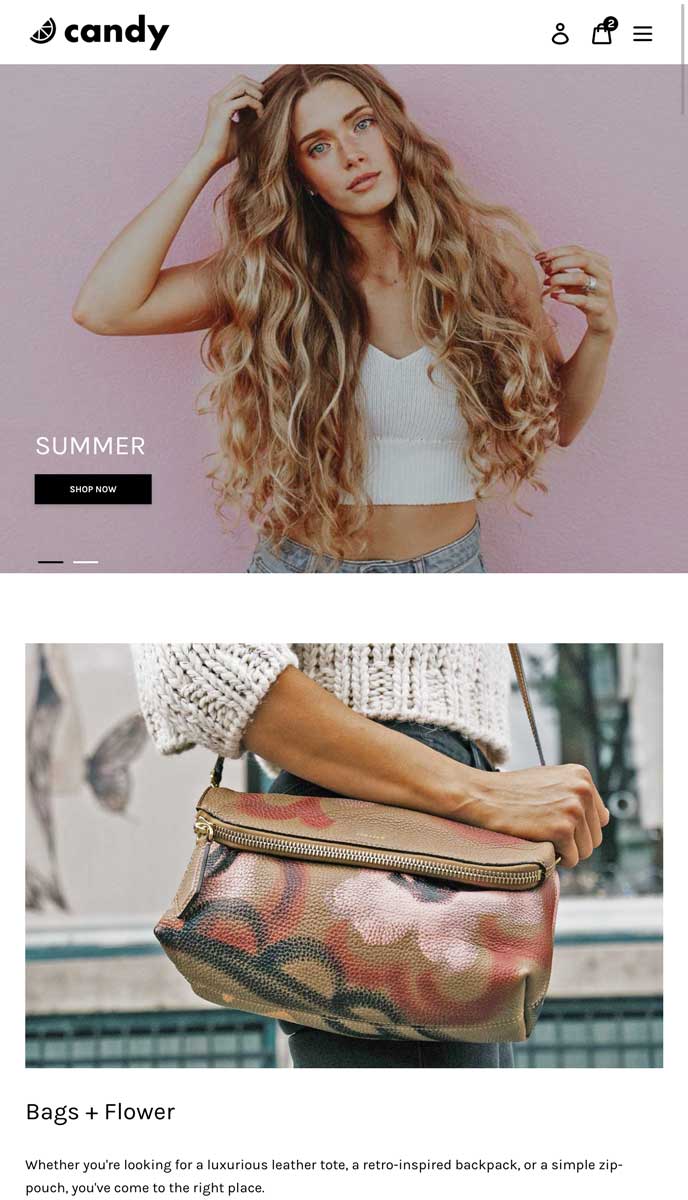 candy
2
SUMMER
SHOP NOW
Bags + Flower
Whether you're looking for a luxurious leather tote, a retro-inspired backpack, or a simple zip-
pouch, you've come to the right place.